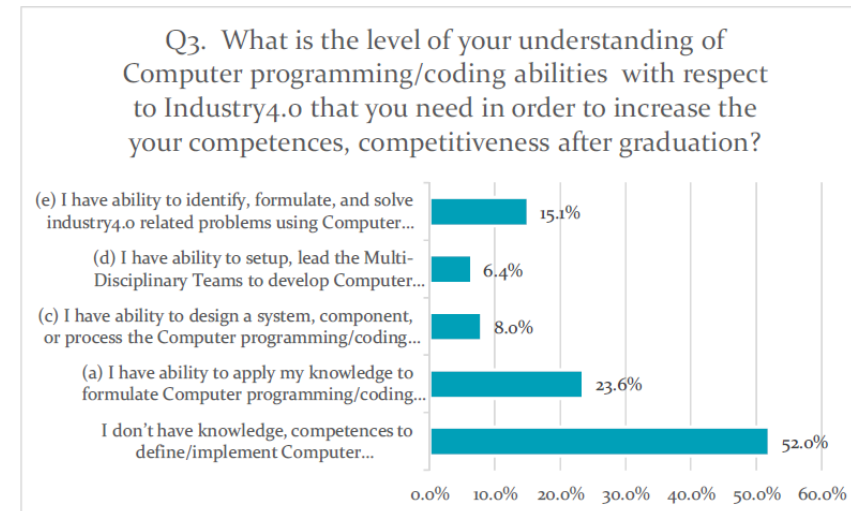 Q3. What is the level of your understanding of
Computer programming/coding abilities with respect
to Industry4.0 that you need in order to increase the
your competences, competitiveness after graduation?
(e) I have ability to identify, formulate, and solve
industry4.0 related problems using Computer...
15.1%
(d) I have ability to setup, lead the Multi-
Disciplinary Teams to develop Computer...
6.4%
(c) I have ability to design a system, component,
or process the Computer programming/coding...
8.0%
(a) I have ability to apply my knowledge to
formulate Computer programming/coding...
23.6%
I don't have knowledge, competences to
define/implement Computer...
52.0%
0.0% 10.0% 20.0% 30.0% 40.0% 50.0% 60.0%